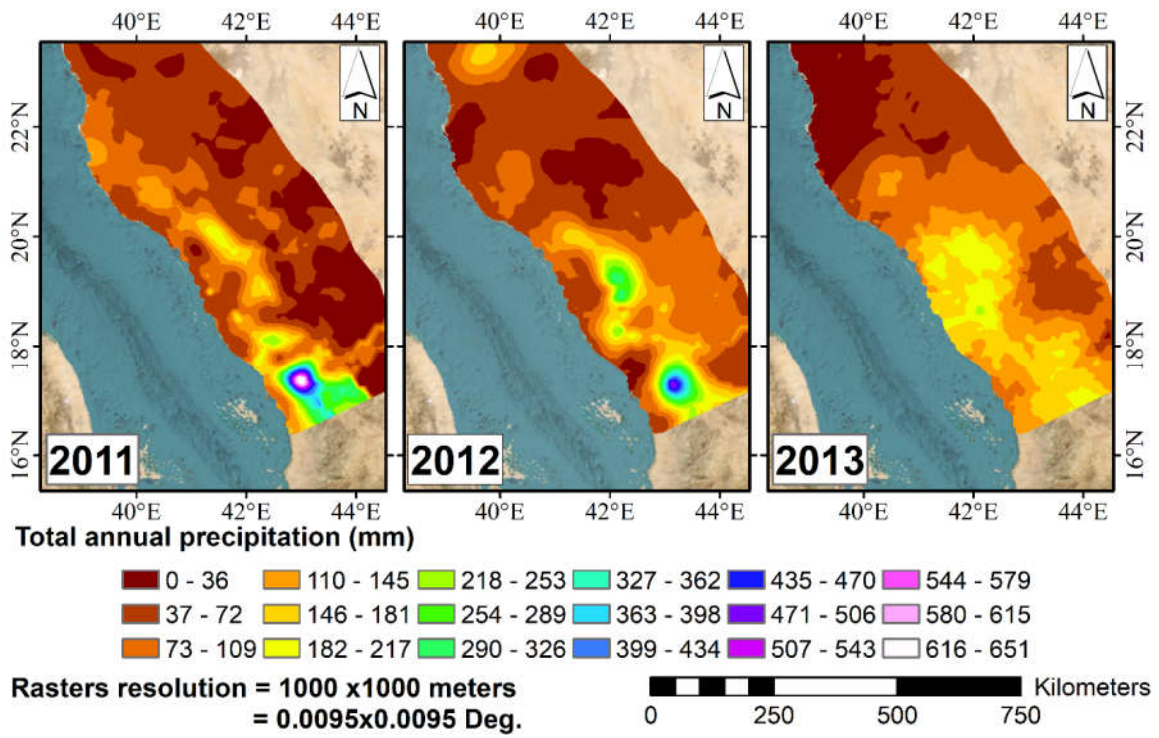 40°E 42°E 44°E 40°E 42°E 44°E 40°E 42°E 44°E
N N N
22°N 22°N
20°N 20°N
18°N 18°N
16°N 16°N
2011 2012 2013
40°E 42°E 44°E 40°E 42°E 44°E 40°E 42°E 44°E
Total annual precipitation (mm)
0 - 36 110 - 145 218 - 253 327 - 362 435 - 470 544 - 579
37 - 72 146 - 181 254 - 289 363 - 398 471 - 506 580 - 615
73 - 109 182 - 217 290 - 326 399 - 434 507 - 543 616 - 651
Rasters resolution = 1000 x1000 meters
= 0.0095x0.0095 Deg.
Kilometers
0 250 500 750